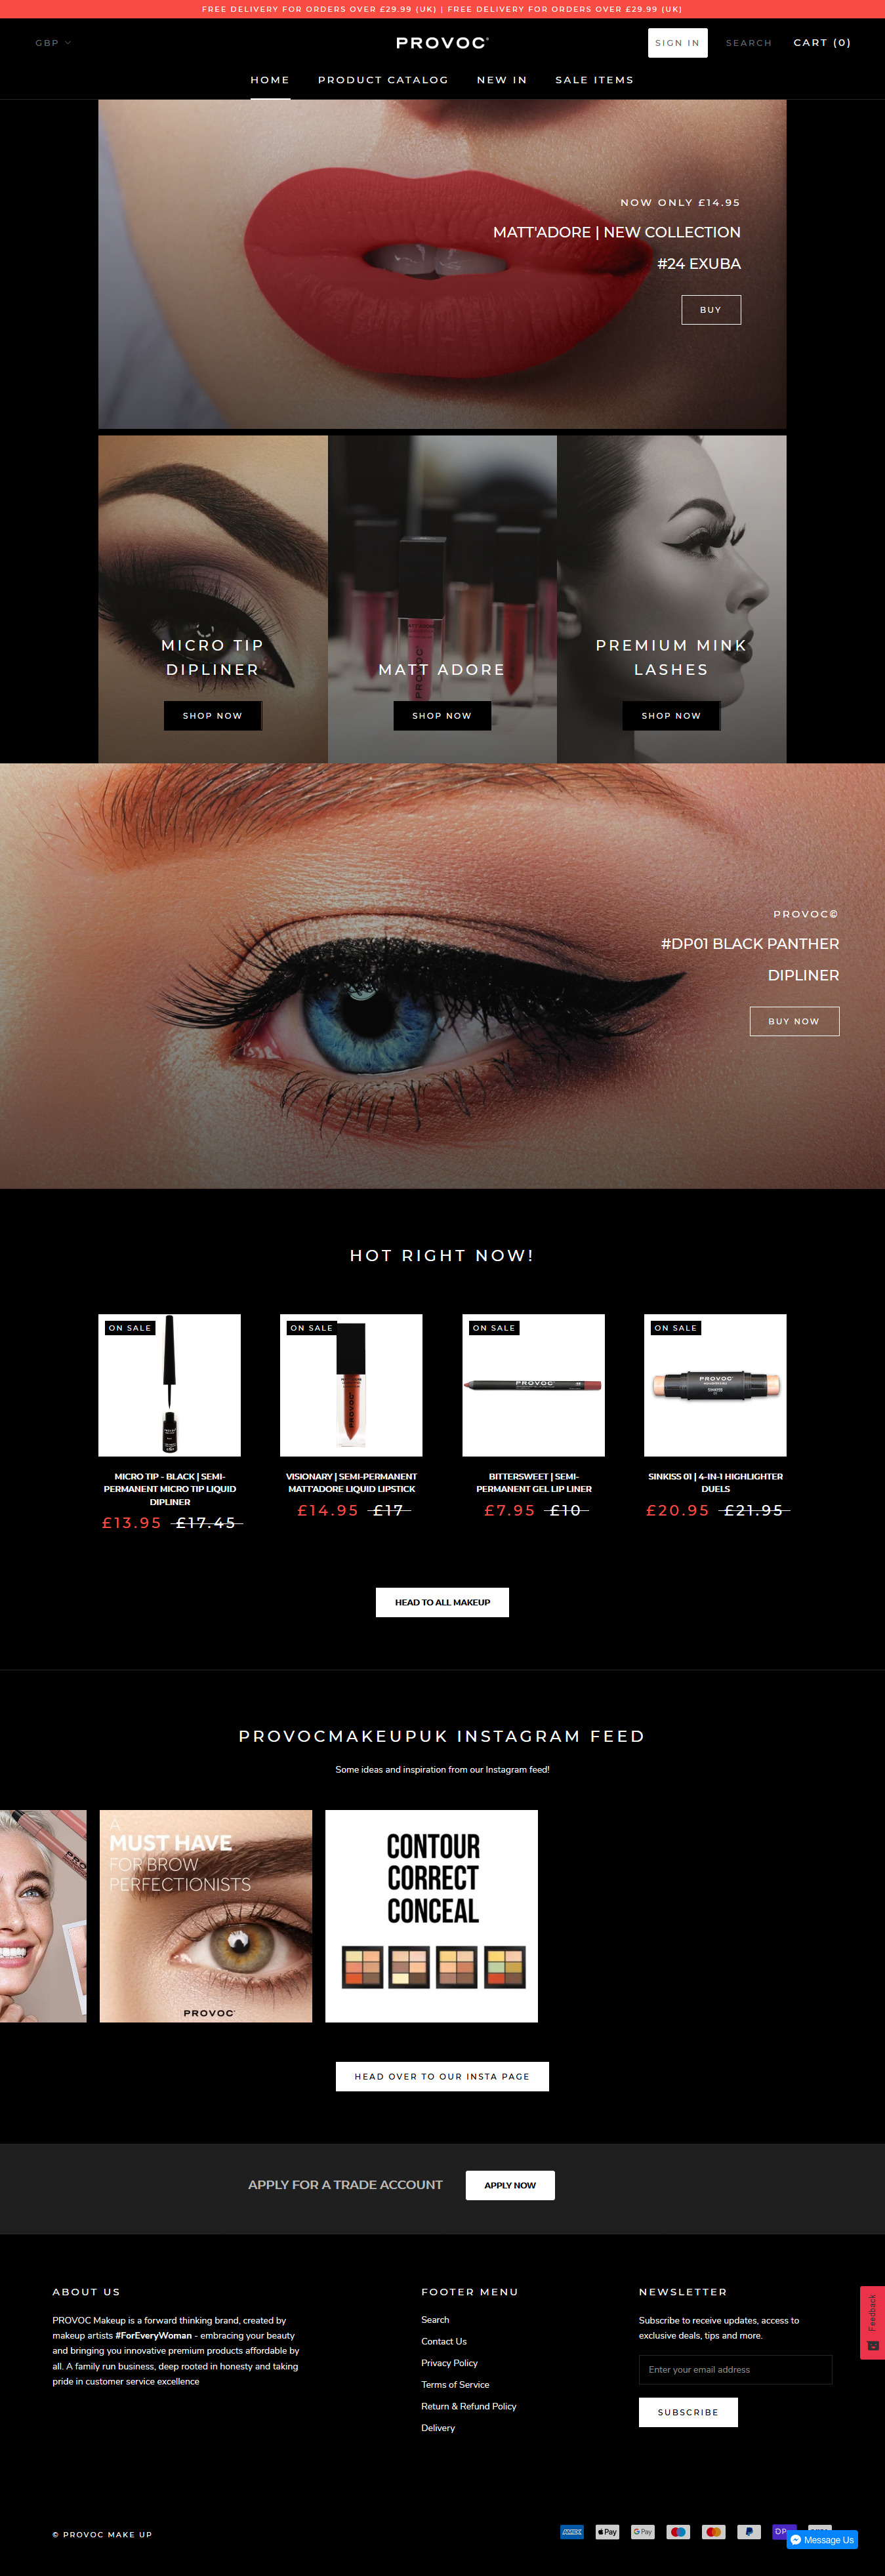 FREE DELIVERY FOR ORDERS OVER £29.99 (UK) | FREE DELIVERY FOR ORDERS OVER £29.99 (UK)
GBP
PROVOC
SIGN IN
SEARCH
CART (0)
HOME
PRODUCT CATALOG
NEW IN
SALE ITEMS
NOW ONLY £14.95
MATT'ADORE | NEW COLLECTION
#24 EXUBA
BUY
MICRO TIP
DIPLINER
SHOP NOW
MATT ADORE
SHOP NOW
PROVOC
PREMIUM MINK
LASHES
SHOP NOW
PROVOC©
#DP01 BLACK PANTHER
DIPLINER
BUY NOW
HOT RIGHT NOW!
ON SALE
ON SALE
ON SALE
ON SALE
PROVOC
PROVOC
PROVOC
MICRO TIP - BLACK | SEMI-
PERMANENT MICRO TIP LIQUID
DIPLINER
£13.95 £17.45
VISIONARY | SEMI-PERMANENT
MATT'ADORE LIQUID LIPSTICK
£14.95 £17
BITTERSWEET | SEMI-
PERMANENT GEL LIP LINER
£7.95 £10
SINKISS 01 | 4-IN-1 HIGHLIGHTER
DUELS
£20.95 £21.95
HEAD TO ALL MAKEUP
PROVOCMAKEUPUK INSTAGRAM FEED
Some ideas and inspiration from our Instagram feed!
A
MUST HAVE
FOR BROW
PERFECTIONISTS
PROVOC
CONTOUR
CORRECT
CONCEAL
HEAD OVER TO OUR INSTA PAGE
APPLY FOR A TRADE ACCOUNT
APPLY NOW
ABOUT US
PROVOC Makeup is a forward thinking brand, created by
makeup artists #ForEveryWoman - embracing your beauty
and bringing you innovative premium products affordable by
all. A family run business, deep rooted in honesty and taking
pride in customer service excellence
FOOTER MENU
Search
Contact Us
Privacy Policy
Terms of Service
Return & Refund Policy
Delivery
NEWSLETTER
Subscribe to receive updates, access to
exclusive deals, tips and more.
Enter your email address
SUBSCRIBE
Feedback
© PROVOC MAKE UP
AMEX
Pay
G Pay
Message Us